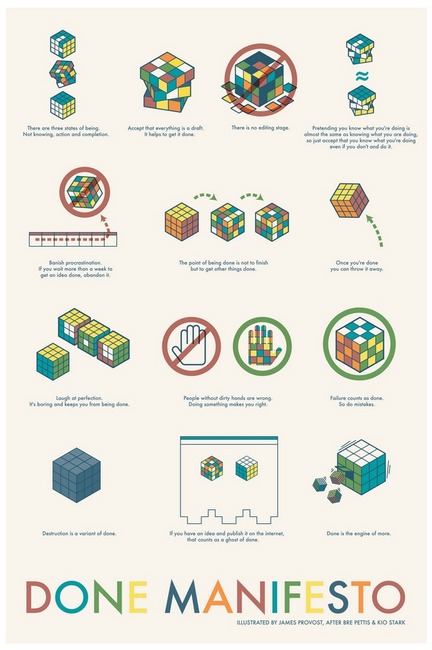 There are three states of being.
Not knowing, action and completion.
Accept that everything is a draft.
It helps to get it done.
There is no editing stage.
Pretending you know what you're doing is
almost the same as knowing what you are doing,
so just accept that you know what you're doing
even if you don't and do it.
Banish procrastination.
If you wait more than a week to
get an idea done, abandon it.
The point of being done is not to finish
but to get other things done.
Once you're done
you can throw it away.
Laugh at perfection.
It's boring and keeps you from being done.
People without dirty hands are wrong.
Doing something makes you right.
Failure counts as done.
So do mistakes.
Destruction is a variant of done.
If you have an idea and publish it on the internet,
that counts as a ghost of done.
Done is the engine of more.
DONE MANIFESTO
ILLUSTRATED BY JAMES PROVOST, AFTER BRE PETTIS & KIO STARK